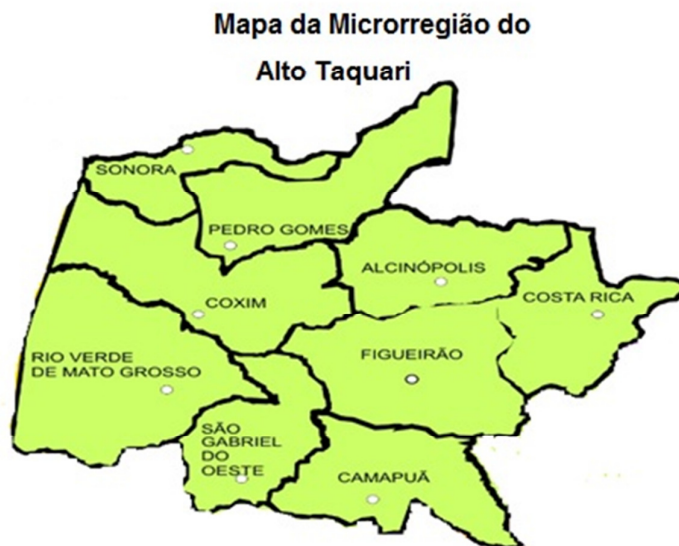 Mapa da Microrregião do
Alto Taquari
SONORA
PEDRO GOMES
ALCINÓPOLIS
COSTA RICA
COXIM
RIO VERDE
DE MATO GROSSO
FIGUEIRÃO
SÃO
GABRIEL
DO
OESTE
CAMAPUÃ